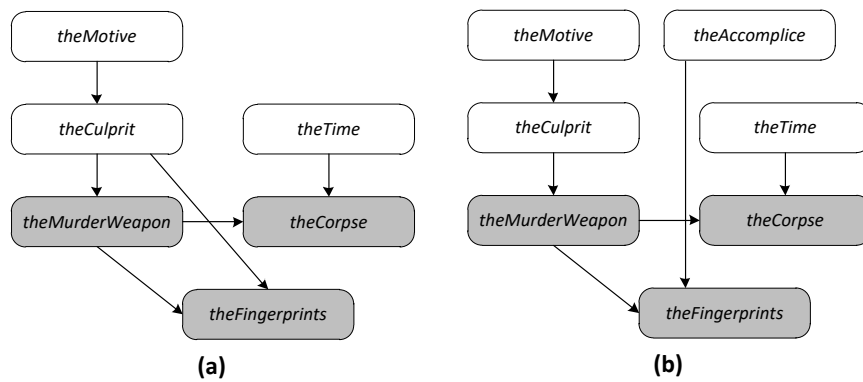 theMotive
theCulprit
theTime
theMurderWeapon
theCorpse
theFingerprints
(a)
theMotive
theAccomplice
theCulprit
theTime
theMurderWeapon
theCorpse
theFingerprints
(b)